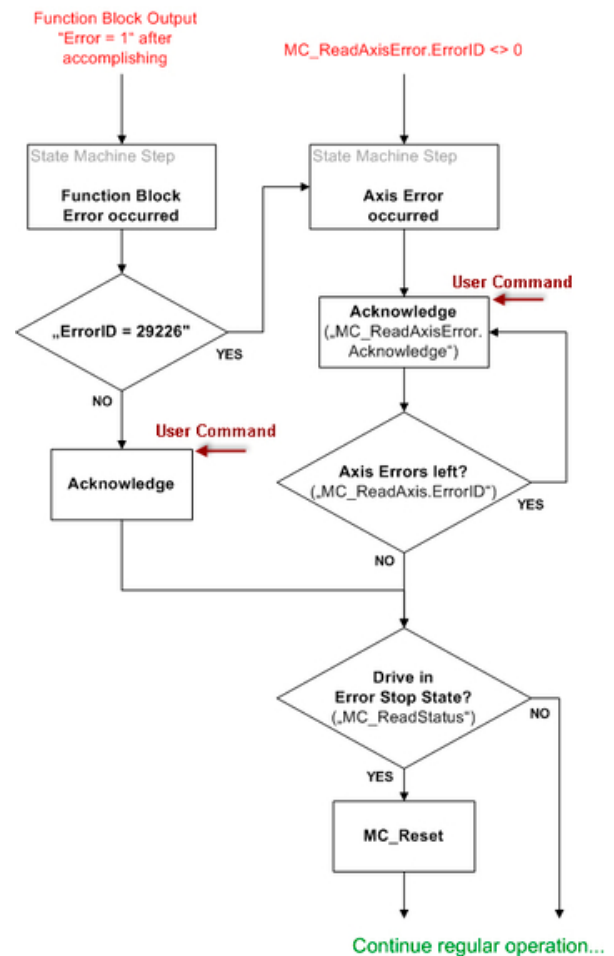 Function Block Output
"Error = 1" after
accomplishing
MC_ReadAxisError.ErrorID <> 0
State Machine Step
Function Block
Error occurred
State Machine Step
Axis Error
occurred
„ErrorID = 29226"
YES
NO
User Command
Acknowledge
User Command
Acknowledge
(„MC_ReadAxisError.
Acknowledge“)
Axis Errors left?
(„MC_ReadAxis.ErrorID“)
YES
NO
Drive in
Error Stop State?
(„MC_ReadStatus“)
NO
YES
MC_Reset
Continue regular operation...